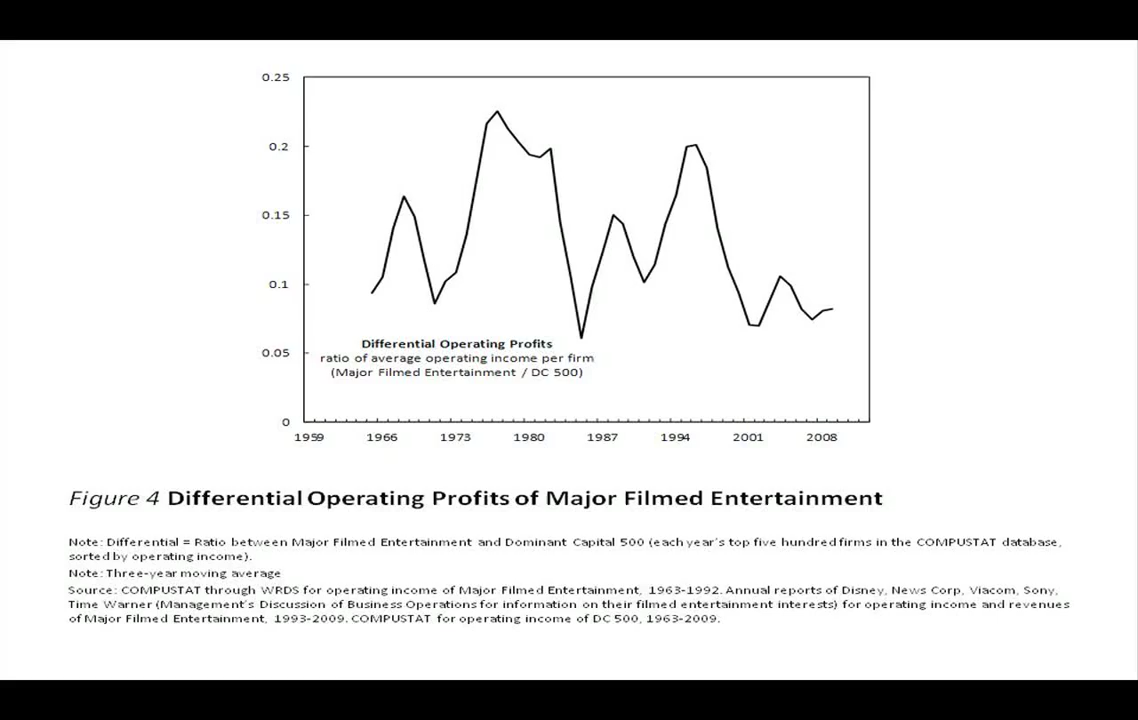 0.25
0.2
0.15
0.1
0.05
0
Differential Operating Profits
ratio of average operating income per firm
(Major Filmed Entertainment / DC 500)
1959 1966 1973 1980 1987 1994 2001 2008
Figure 4 Differential Operating Profits of Major Filmed Entertainment
Note: Differential = Ratio between Major Filmed Entertainment and Dominant Capital 500 (each year's top five hundred firms in the COMPUSTAT database,
sorted by operating income).
Note: Three-year moving average
Source: COMPUSTAT through WRDS for operating income of Major Filmed Entertainment, 1963-1992. Annual reports of Disney, News Corp, Viacom, Sony,
Time Warner (Management's Discussion of Business Operations for information on their filmed entertainment interests) for operating income and revenues
of Major Filmed Entertainment, 1993-2009. COMPUSTAT for operating income of DC 500, 1963-2009.